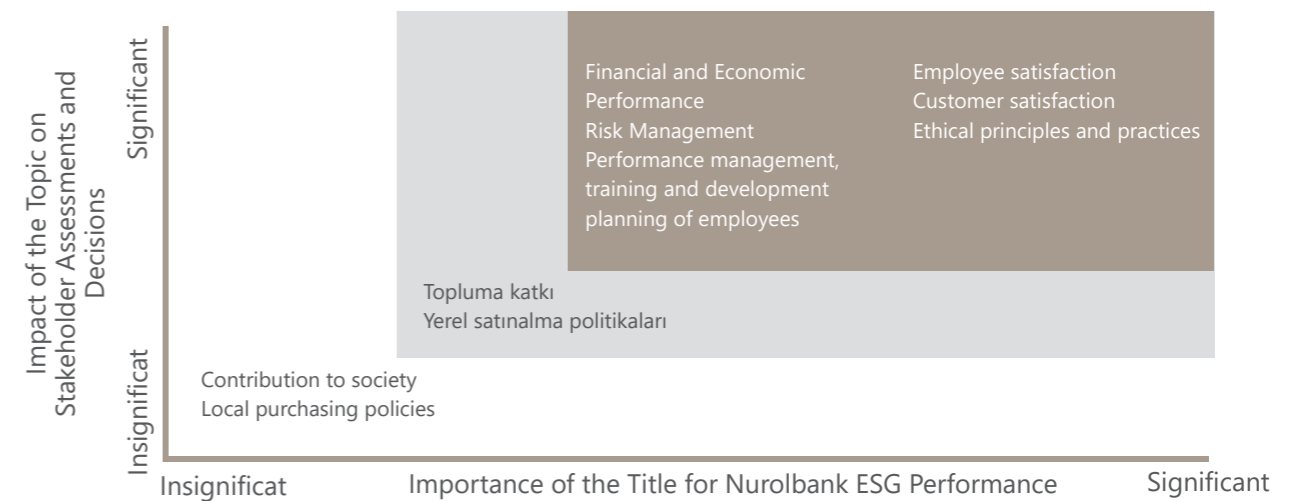 Impact of the Topic on
Stakeholder Assessments and
Decisions
Significant
Insignificat
Financial and Economic
Performance
Risk Management
Performance management,
training and development
planning of employees
Employee satisfaction
Customer satisfaction
Ethical principles and practices
Topluma katkı
Yerel satınalma politikaları
Contribution to society
Local purchasing policies
Insignificat
Importance of the Title for Nurolbank ESG Performance
Significant